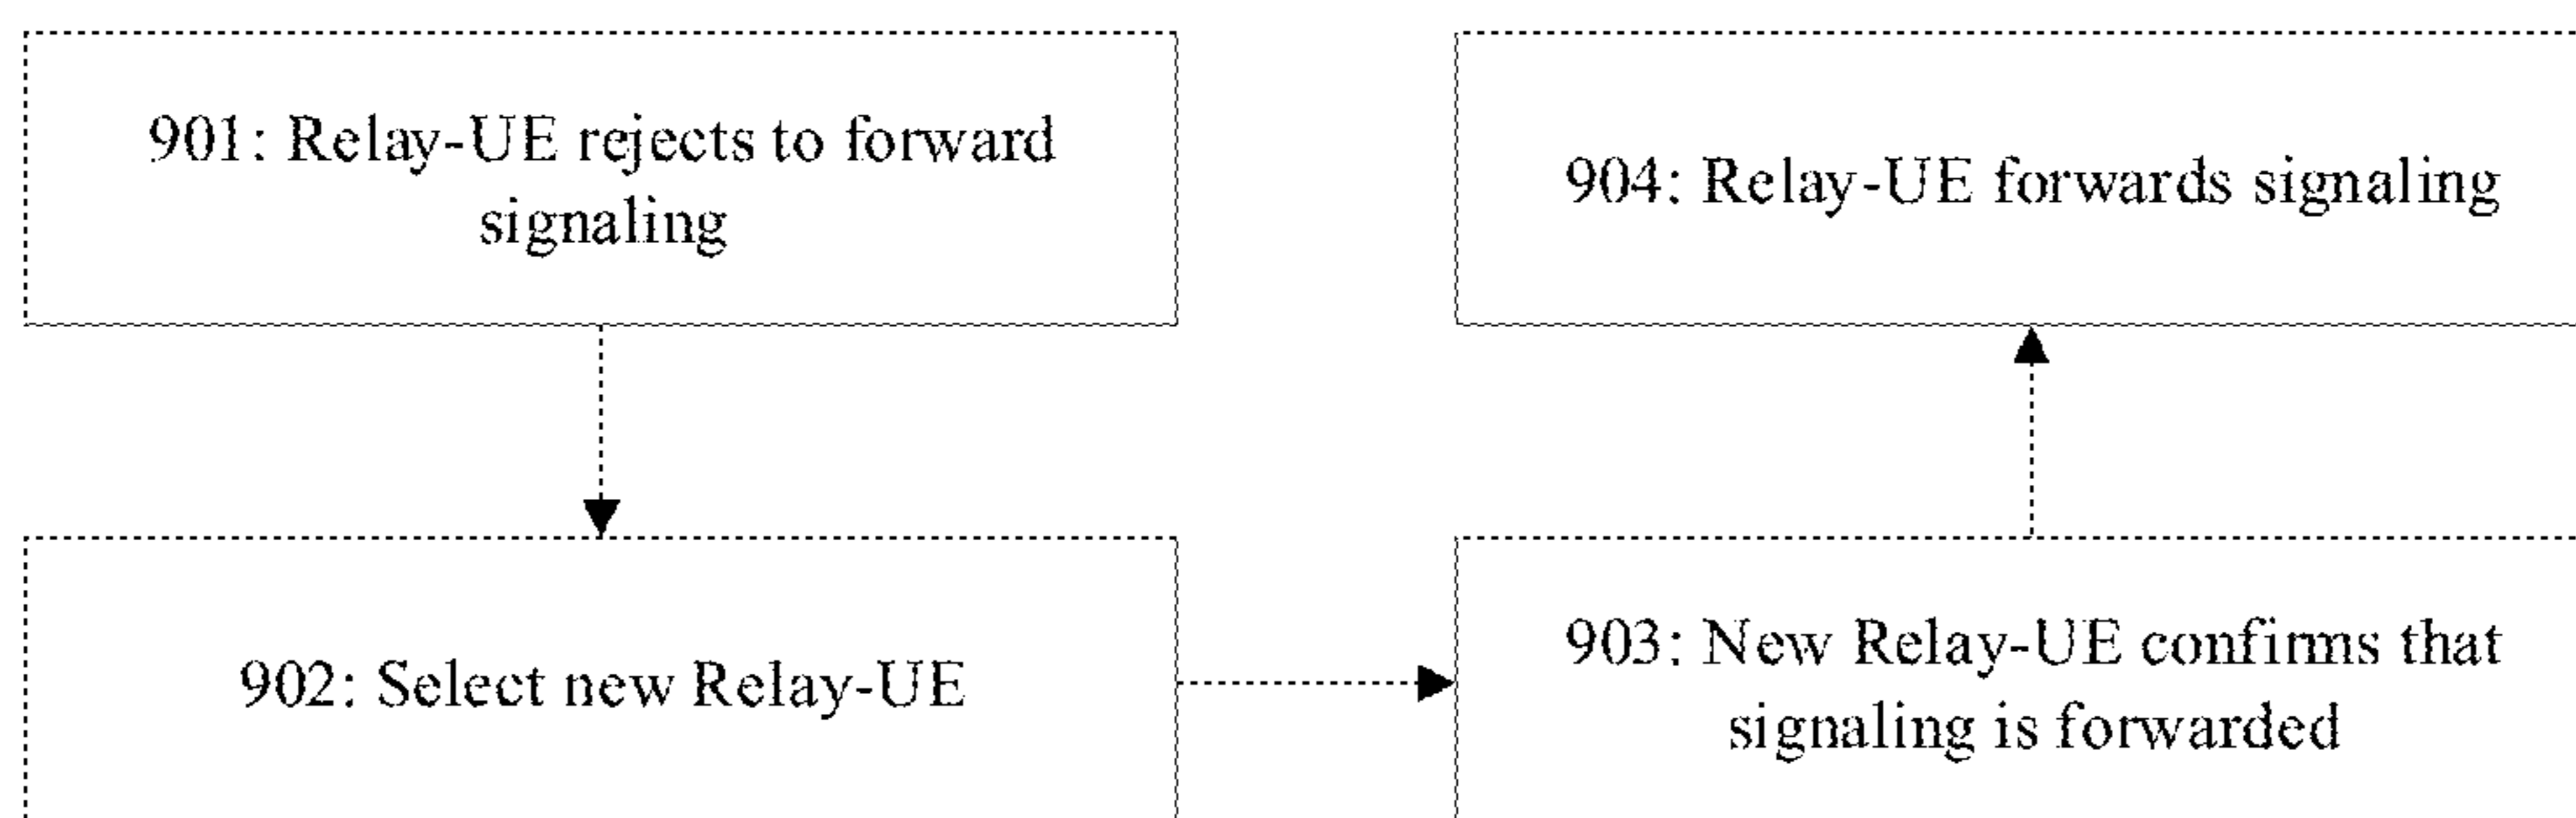 901: Relay-UE rejects to forward
signaling
904: Relay-UE forwards signaling
902: Select new Relay-UE
903: New Relay-UE confirms that
signaling is forwarded